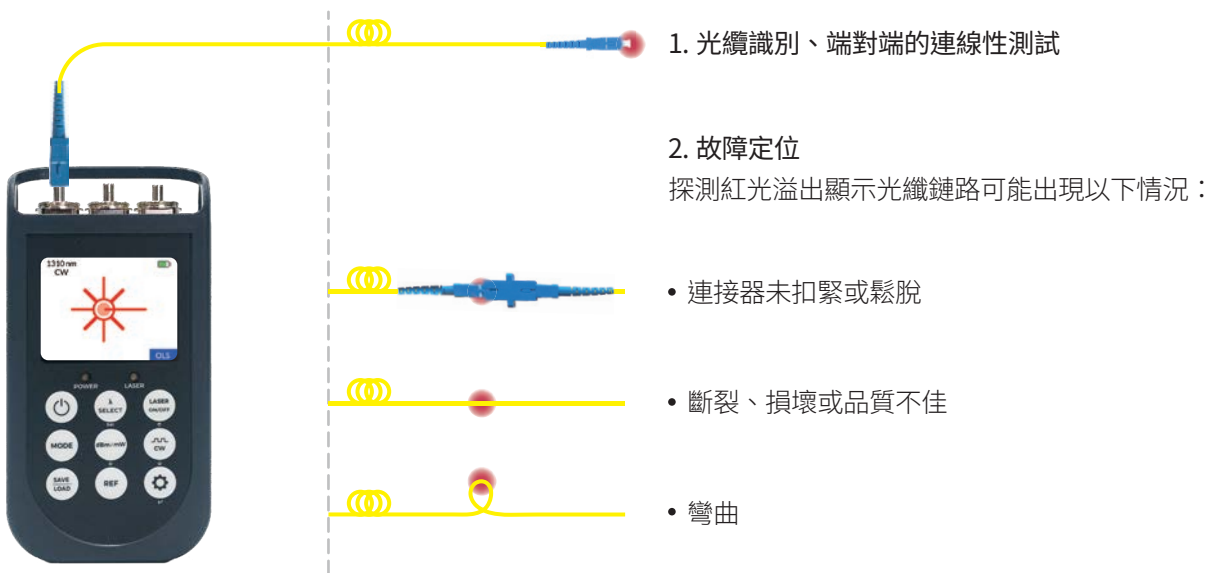 1. 光纜識別、端對端的連線性測試
2. 故障定位
探測紅光溢出顯示光纖鏈路可能出現以下情況：
1310nm
CW
OLS
POWER
LASER
λ
SELECT
LASER
ON/OFF
MODE
dBm/mW
CW
SAVE
LOAD
REF
• 連接器未扣緊或鬆脫
• 斷裂、損壞或品質不佳
• 彎曲